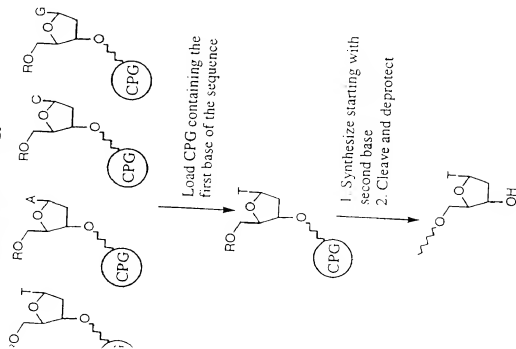 RO
O
T
O
RO
O
A
O
CPG
RO
O
C
O
CPG
RO
O
G
O
CPG
Load CPG containing the
first base of the sequence
RO
O
T
O
CPG
1. Synthesize starting with
second base
2. Cleave and deprotect
O
O
T
OH